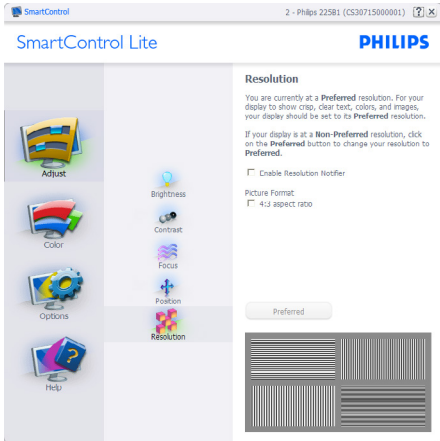 SmartControl
2 - Philips 225B1 (CS30715000001)
SmartControl Lite
PHILIPS
Adjust
Color
Options
Help
Brightness
Contrast
Focus
Position
Resolution
Resolution
You are currently at a Preferred resolution. For your
display to show crisp, clear text, colors, and images,
your display should be set to its Preferred resolution.
If your display is at a Non-Preferred resolution, click
on the Preferred button to change your resolution to
Preferred.
Enable Resolution Notifier
Picture Format
4:3 aspect ratio
Preferred